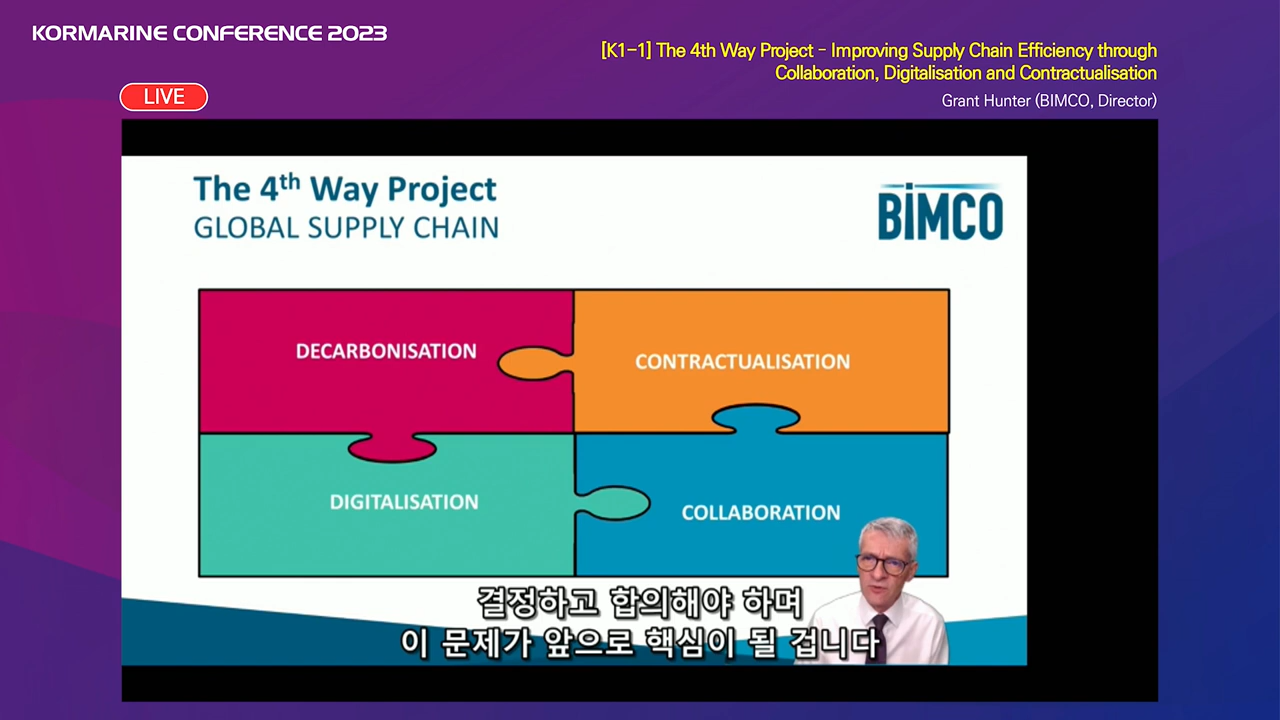 KORMARINE CONFERENCE 2023
[K1-1] The 4th Way Project - Improving Supply Chain Efficiency through
Collaboration, Digitalisation and Contractualisation
LIVE
Grant Hunter (BIMCO, Director)
The 4th Way Project
GLOBAL SUPPLY CHAIN
BIMCO
DECARBONISATION
CONTRACTUALISATION
DIGITALISATION
COLLABORATION
결정하고 합의해야 하며
이 문제가 앞으로 핵심이 될 겁니다